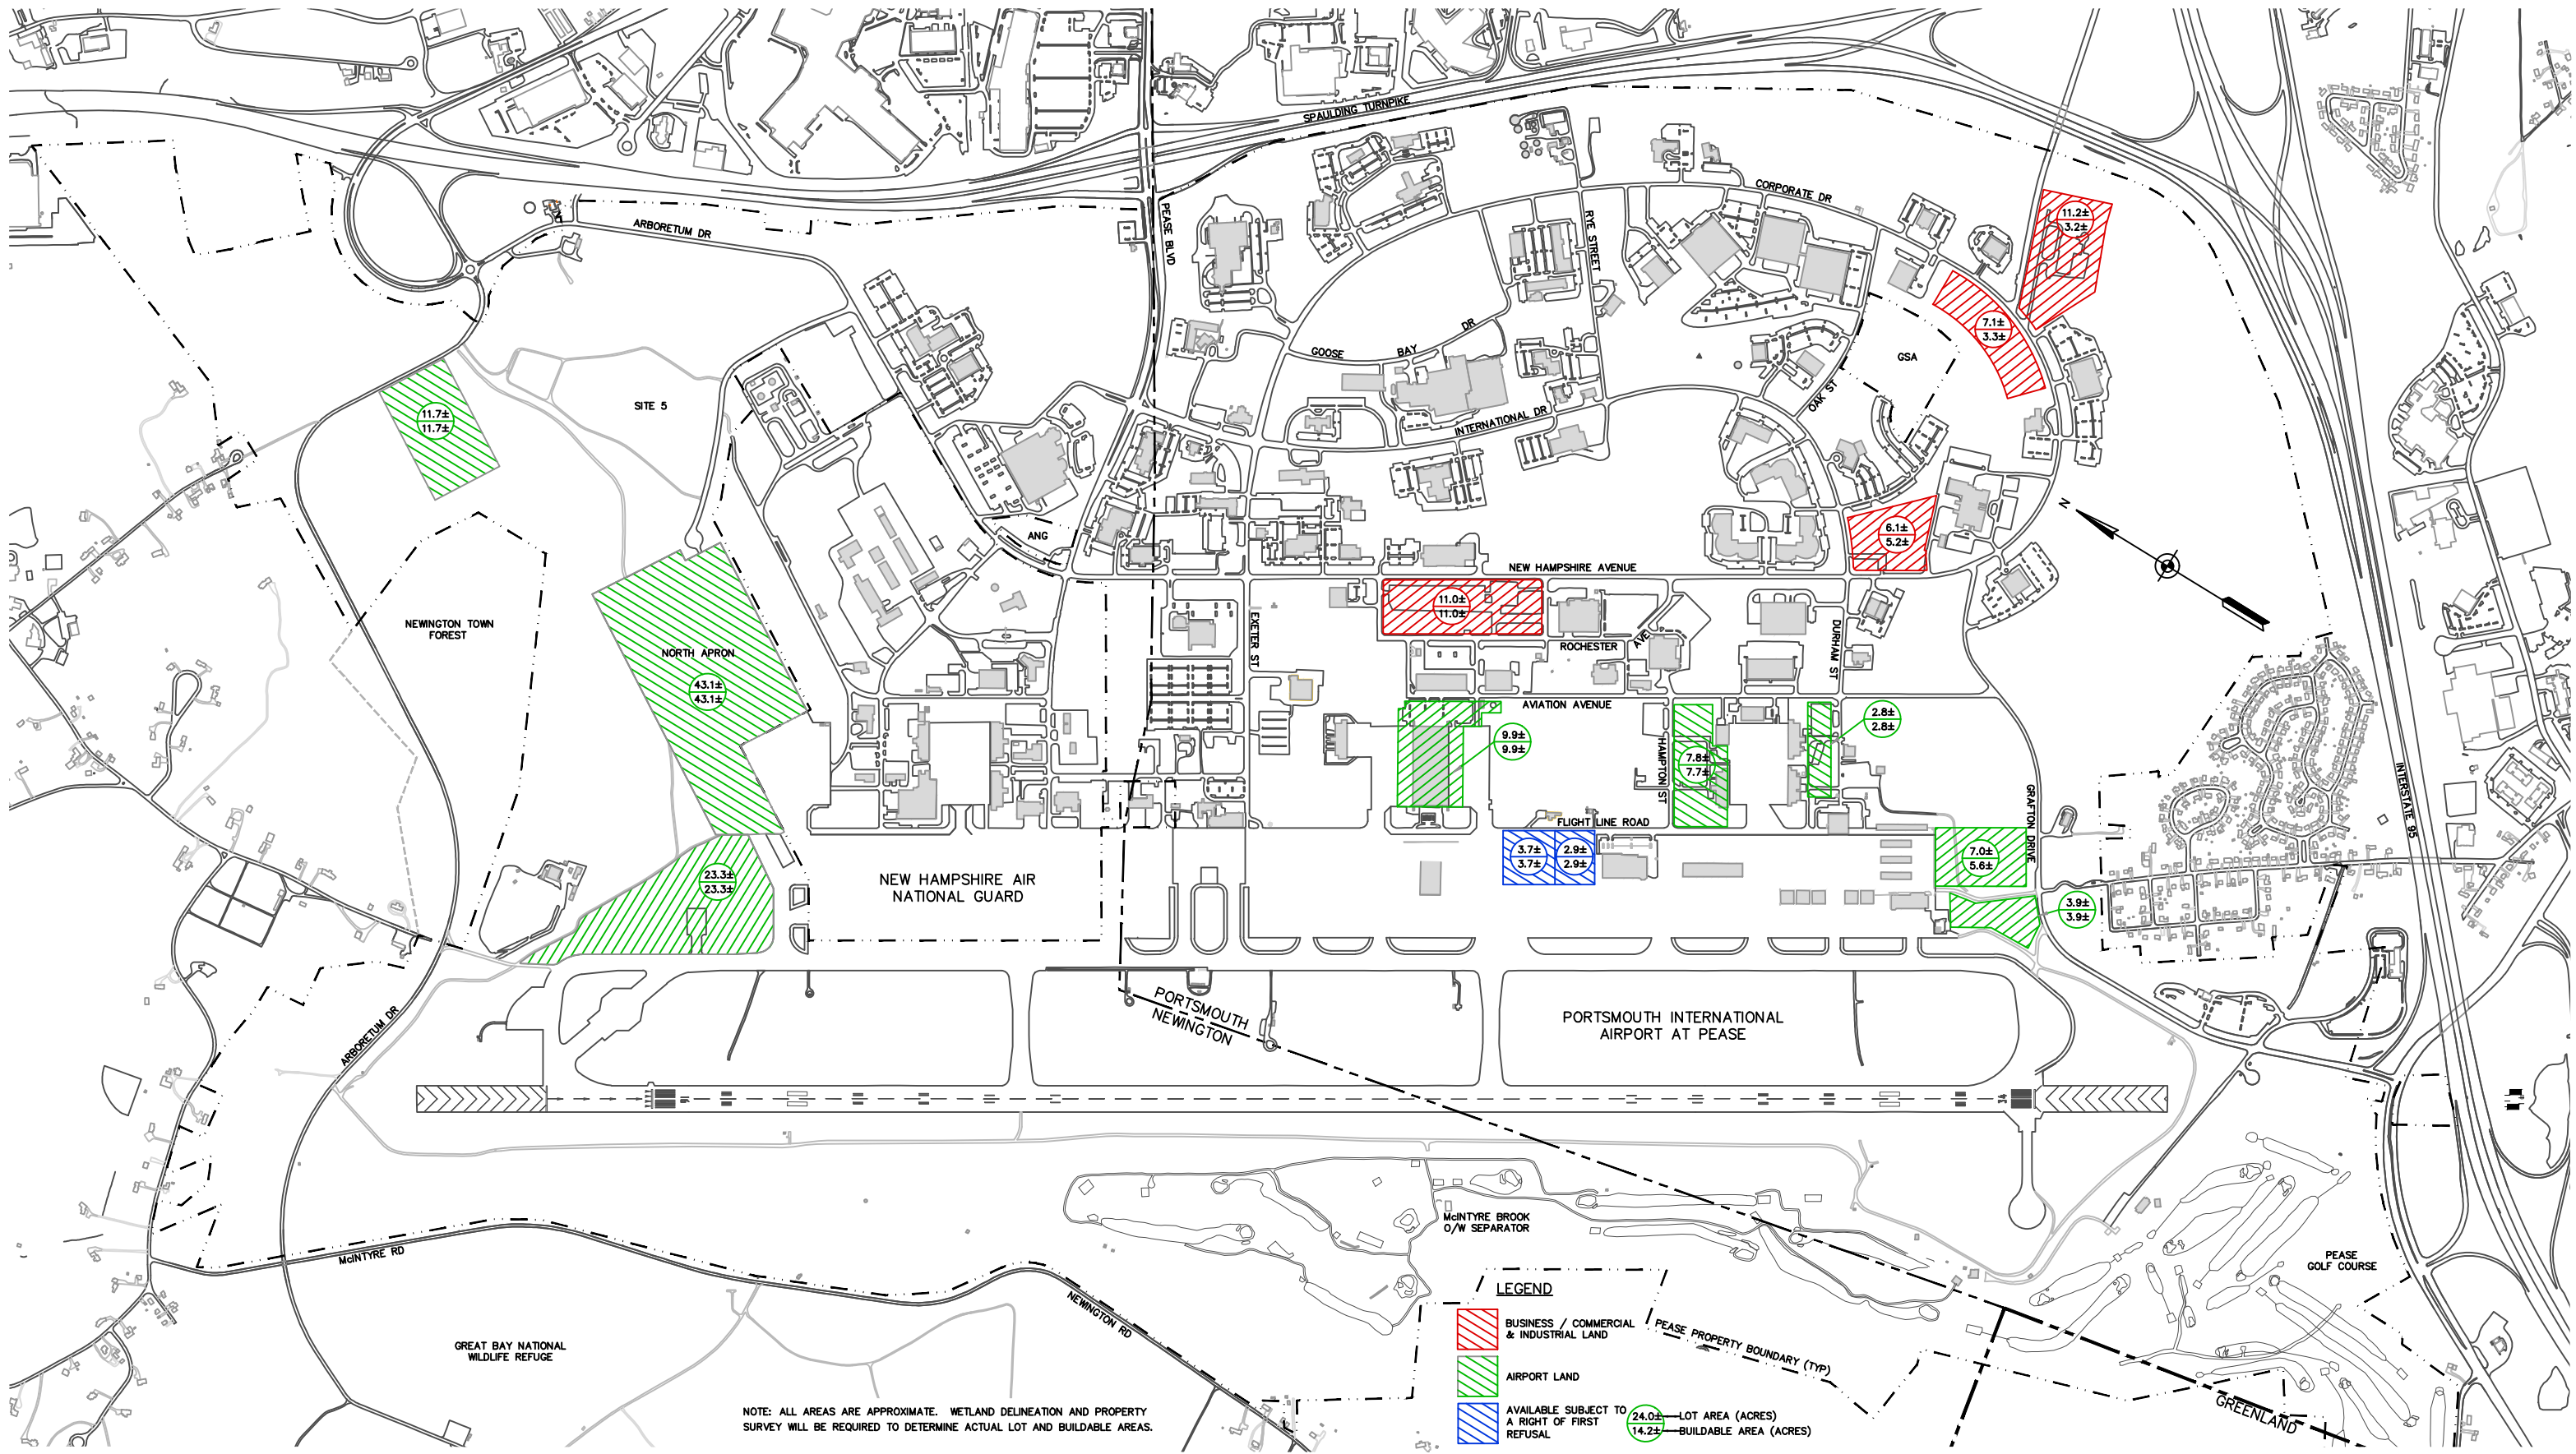 SPAULDING TURNPIKE
PEASE BLVD
ARBORETUM DR
CORPORATE DR
RYE STREET
11.2±
3.2±
7.1±
3.3±
GOOSE BAY DR
GSA
OAK ST
SITE 5
11.7±
11.7±
INTERNATIONAL DR
N
ANG
6.1±
5.2±
NEW HAMPSHIRE AVENUE
11.0±
11.0±
NEWINGTON TOWN
FOREST
EXETER ST
ROCHESTER AVE
DURHAM ST
NORTH APRON
43.1±
43.1±
AVIATION AVENUE
9.9±
9.9±
HAMPTON ST
7.8±
7.7±
2.8±
2.8±
INTERSTATE 95
GRAFTON DRIVE
FLIGHT LINE ROAD
3.7±
3.7±
2.9±
2.9±
7.0±
5.6±
23.3±
23.3±
NEW HAMPSHIRE AIR
NATIONAL GUARD
3.9±
3.9±
ARBORETUM DR
PORTSMOUTH
NEWINGTON
PORTSMOUTH INTERNATIONAL
AIRPORT AT PEASE
34
McINTYRE RD
McINTYRE BROOK
O/W SEPARATOR
PEASE
GOLF COURSE
NEWINGTON RD
GREAT BAY NATIONAL
WILDLIFE REFUGE
PEASE PROPERTY BOUNDARY (TYP)
GREENLAND
LEGEND
BUSINESS / COMMERCIAL
& INDUSTRIAL LAND
AIRPORT LAND
AVAILABLE SUBJECT TO
A RIGHT OF FIRST
REFUSAL
24.0± LOT AREA (ACRES)
14.2± BUILDABLE AREA (ACRES)
NOTE: ALL AREAS ARE APPROXIMATE. WETLAND DELINEATION AND PROPERTY
SURVEY WILL BE REQUIRED TO DETERMINE ACTUAL LOT AND BUILDABLE AREAS.